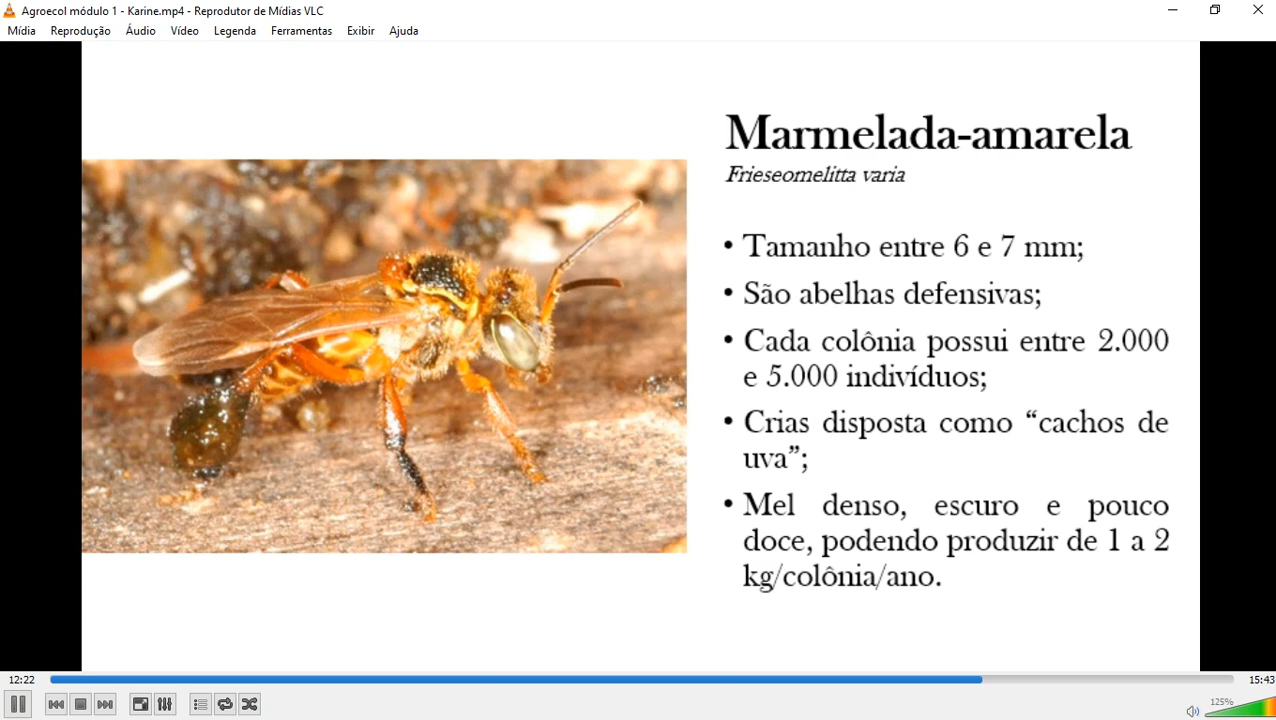 Agroecol módulo 1 - Karine.mp4 - Reprodutor de Mídias VLC
Mídia Reprodução Áudio Vídeo Legenda Ferramentas Exibir Ajuda
Marmelada-amarela
Frieseomelitta varia
• Tamanho entre 6 e 7 mm;
• São abelhas defensivas;
• Cada colônia possui entre 2.000
e 5.000 indivíduos;
• Crias disposta como “cachos de
uva”;
• Mel denso, escuro e pouco
doce, podendo produzir de 1 a 2
kg/colônia/ano.
12:22 15:43
125%